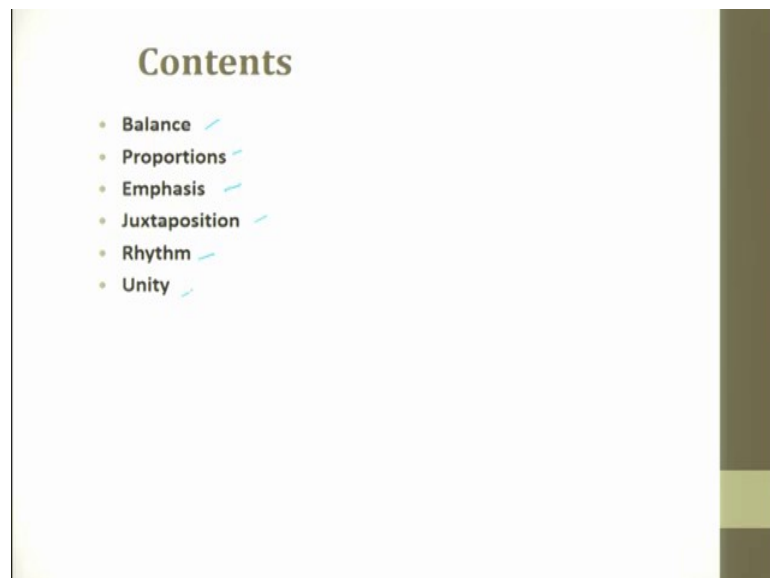 Contents
• Balance
• Proportions
• Emphasis
• Juxtaposition
• Rhythm
• Unity